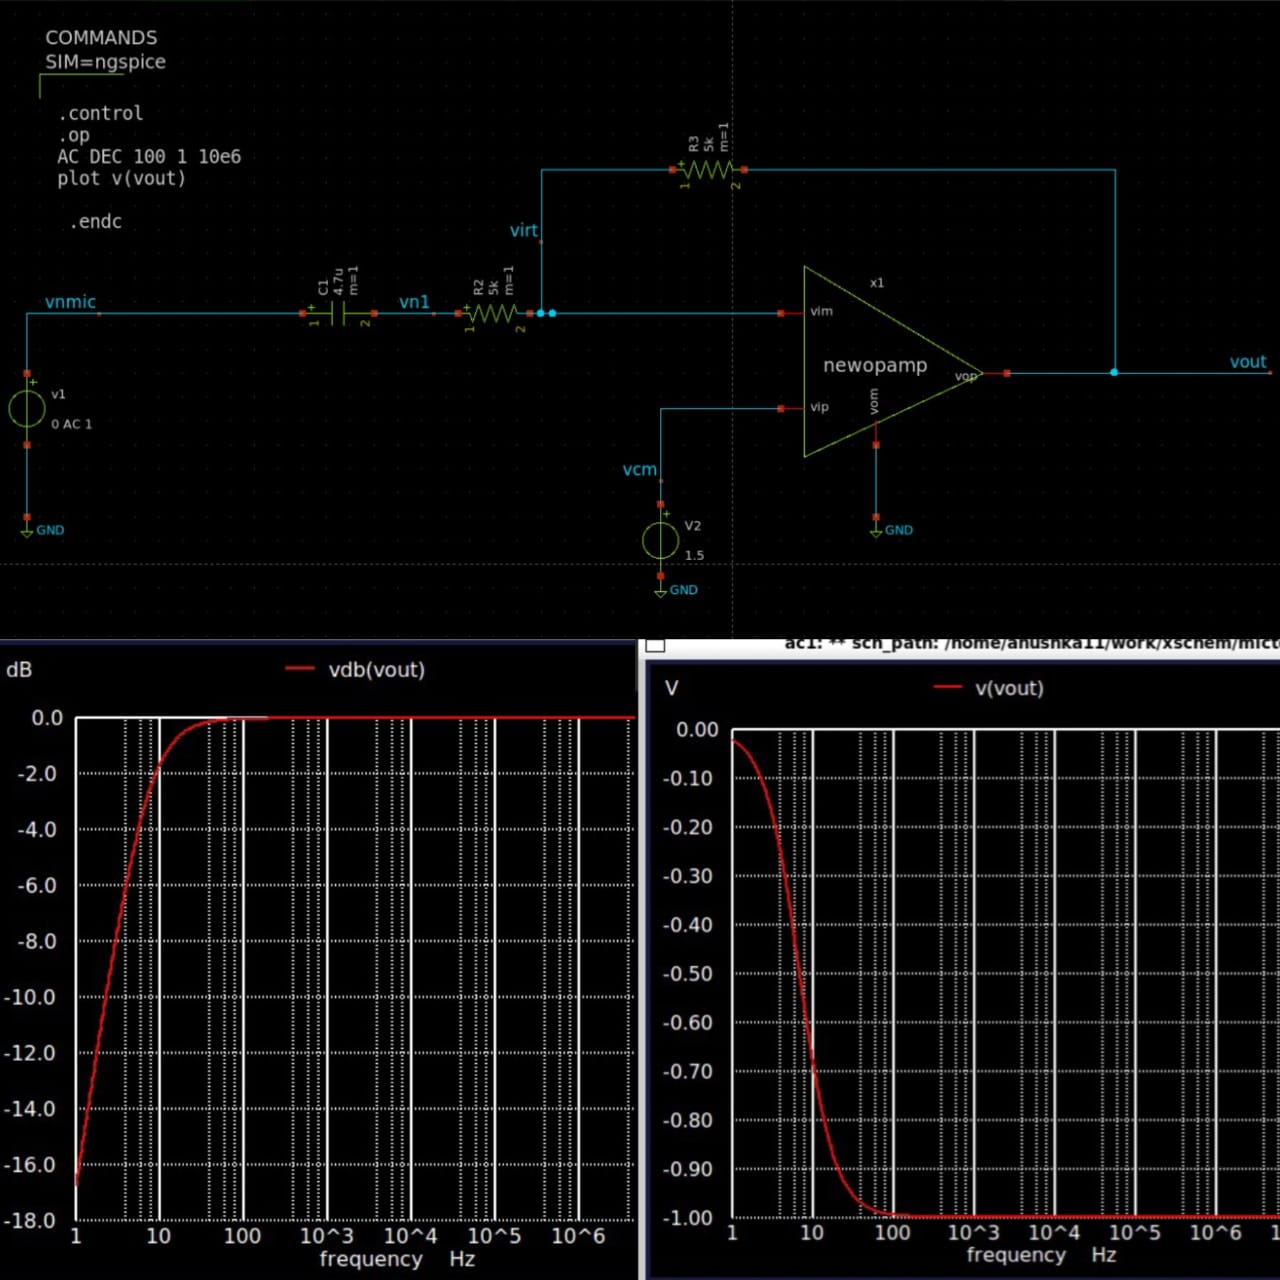 COMMANDS
SIM=ngspice
.control
.op
AC DEC 100 1 10e6
plot v(vout)
.endc
R3
5k
m=1
+
1
2
virt
vnmic
C1
4.7u
m=1
+
1
2
vn1
R2
5k
m=1
+
1
2
x1
vim
newopamp
vop
vom
vip
vout
+
v1
0 AC 1
GND
vcm
+
V2
1.5
GND
GND
dB
vdb(vout)
0.0
-2.0
-4.0
-6.0
-8.0
-10.0
-12.0
-14.0
-16.0
-18.0
1 10 100 10^3 10^4 10^5 10^6
frequency Hz
ac1: ** sch_path: /home/anushka11/work/xschem/
V
v(vout)
0.00
-0.10
-0.20
-0.30
-0.40
-0.50
-0.60
-0.70
-0.80
-0.90
-1.00
1 10 100 10^3 10^4 10^5 10^6 1
frequency Hz